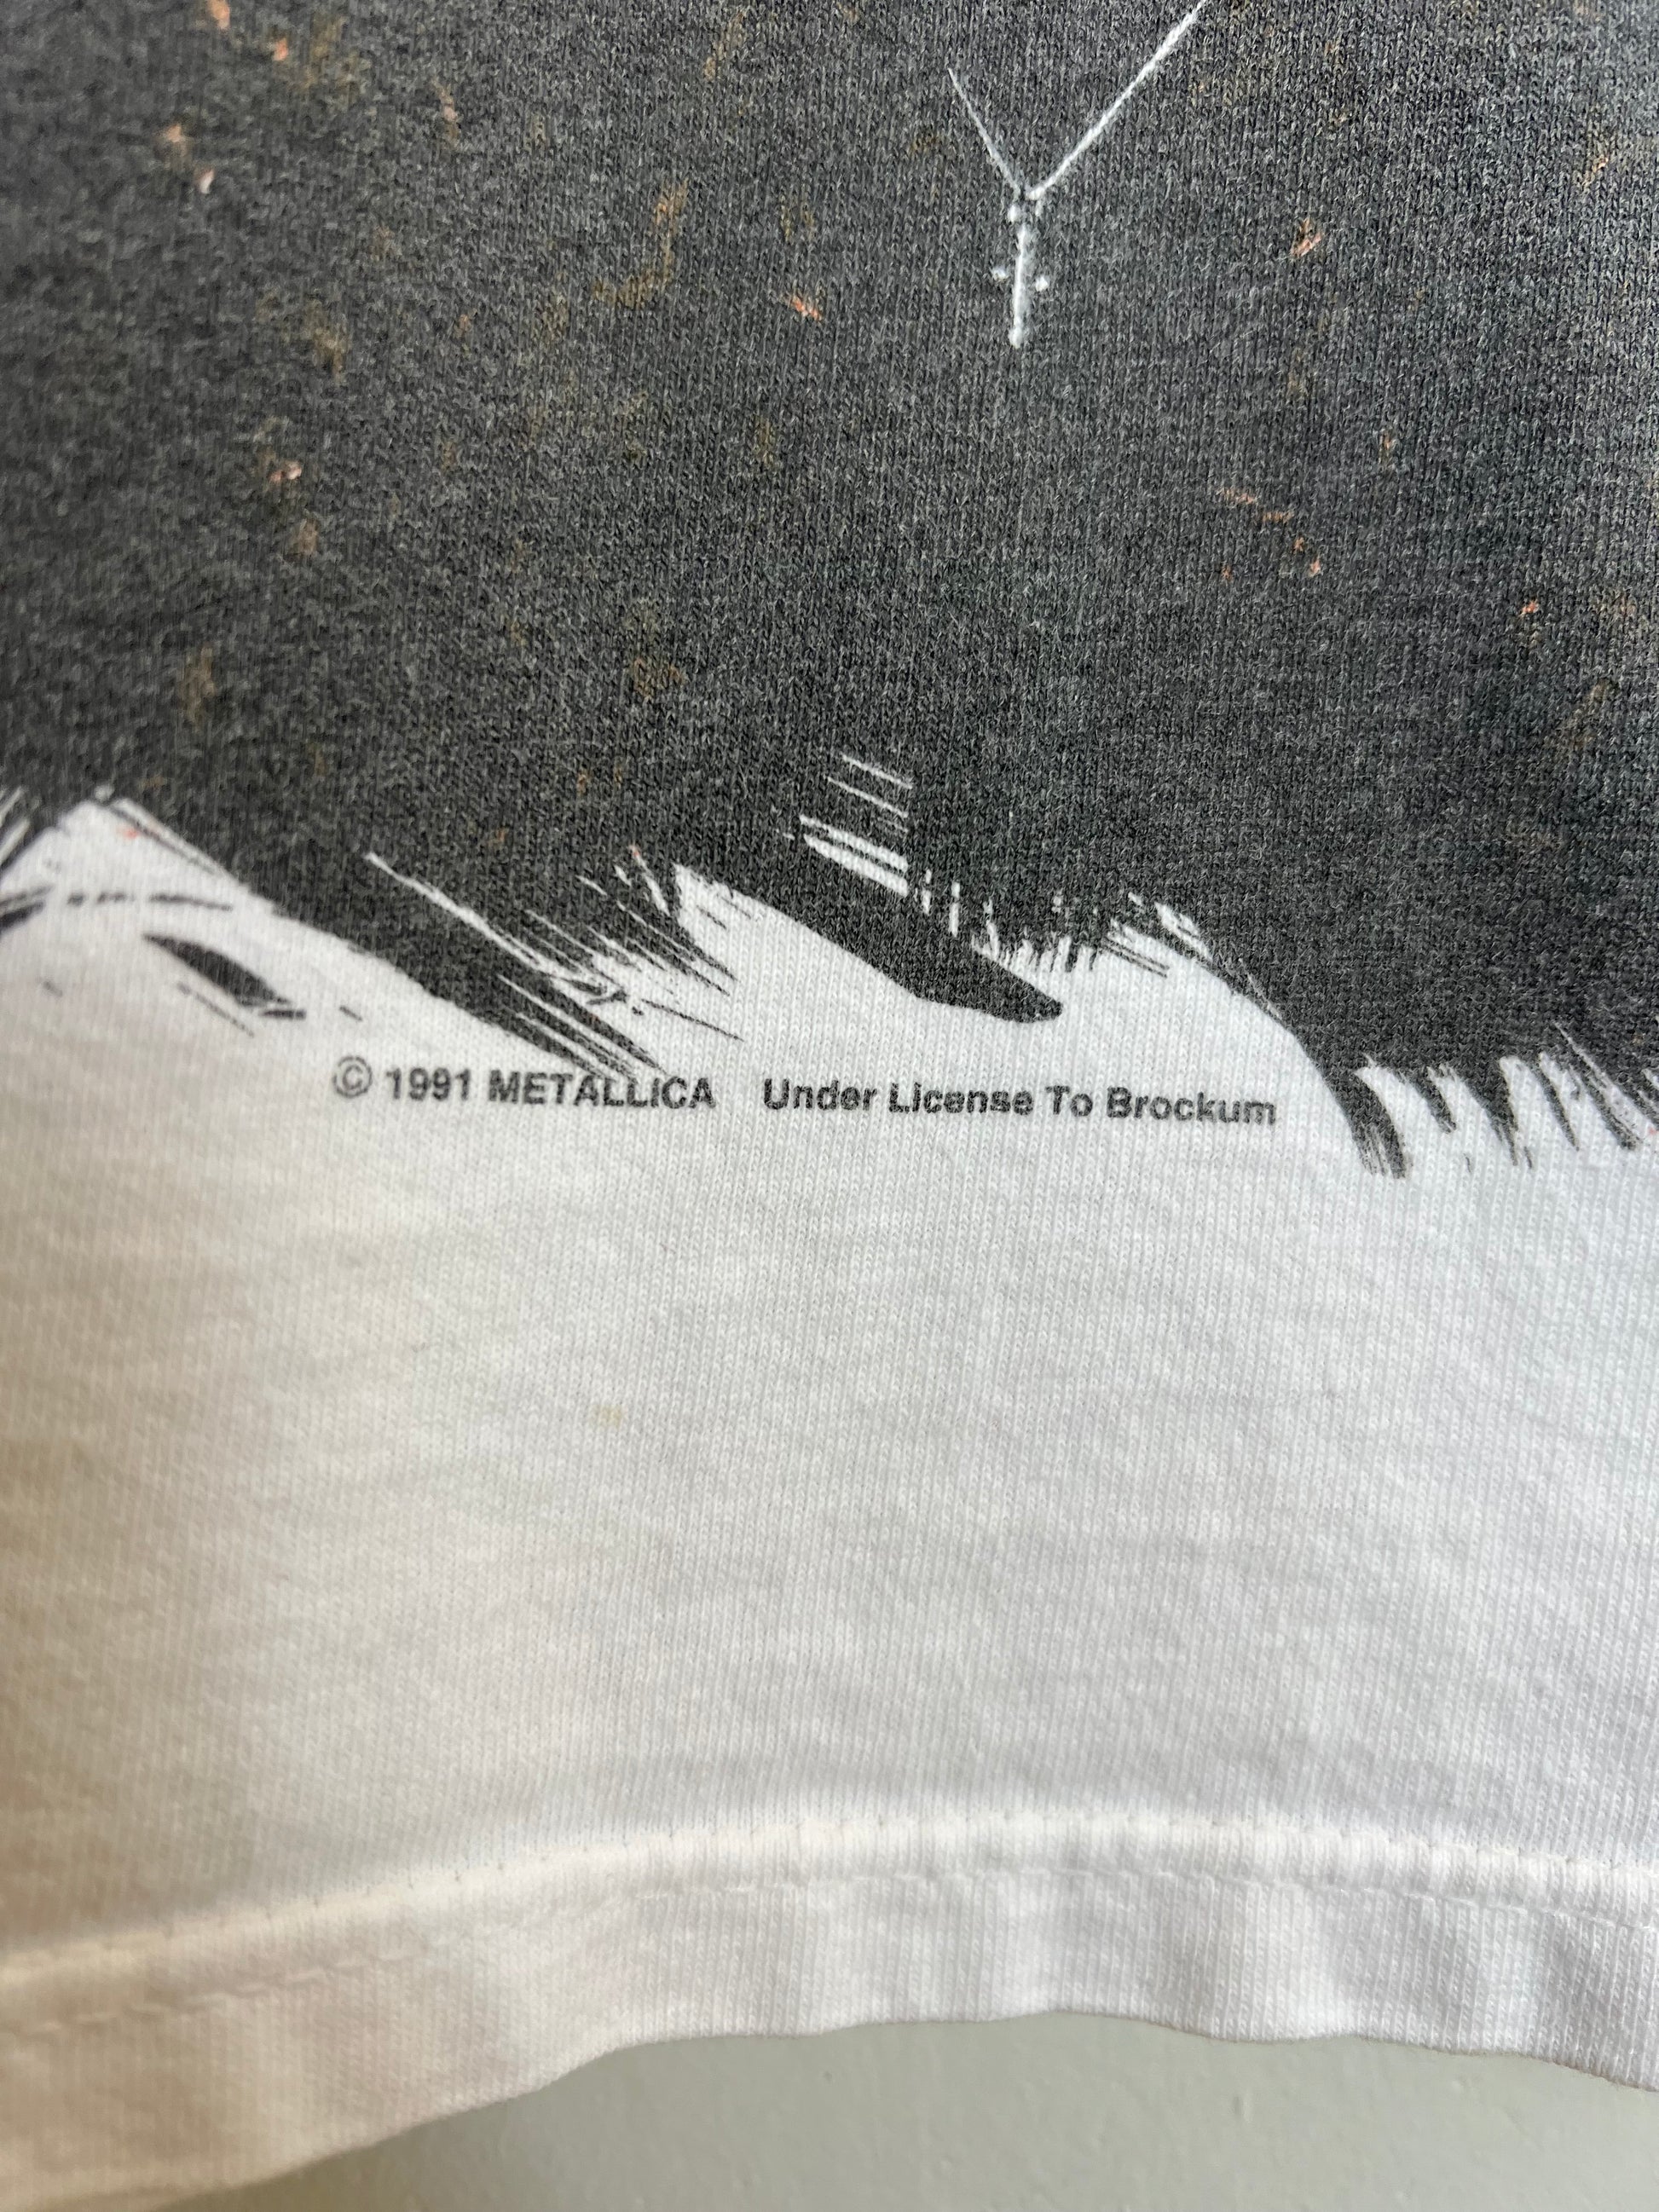 © 1991 METALLICA Under License To Brockum